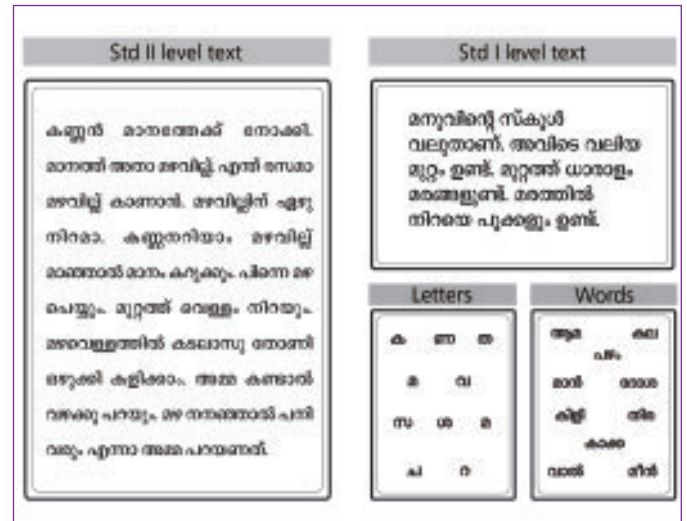 Std II level text
കണ്ണൻ മാനത്തേക്ക് നോക്കി.
മാനത്ത് അതാ മഴവില്ല്. എന്ത് രസമാ
മഴവില്ല് കാണാൻ. മഴവില്ലിന് ഏഴു
നിറമാ. കണ്ണനറിയാം മഴവില്ല്
മാഞ്ഞാൽ മാനം കറുക്കും. പിന്നെ മഴ
പെയ്യും. മുറ്റത്ത് വെള്ളം നിറയും.
മഴവെള്ളത്തിൽ കടലാസു തോണി
ഒഴുക്കി കളിക്കാം. അമ്മ കണ്ടാൽ
വഴക്കു പറയും. മഴ നനഞ്ഞാൽ പനി
വരും എന്നാ അമ്മ പറയണത്.
Std I level text
മനുവിന്റെ സ്കൂൾ
വലുതാണ്. അവിടെ വലിയ
മുറ്റം ഉണ്ട്. മുറ്റത്ത് ധാരാളം
മരങ്ങളുണ്ട്. മരത്തിൽ
നിറയെ പൂക്കളും ഉണ്ട്.
Letters
ക ണ ത
മ വ
സ ശ മ
ച റ
Words
ആമ കല
പഴം
മാൻ ദോശ
കിളി തിര
കാക്ക
വാൽ മീൻ